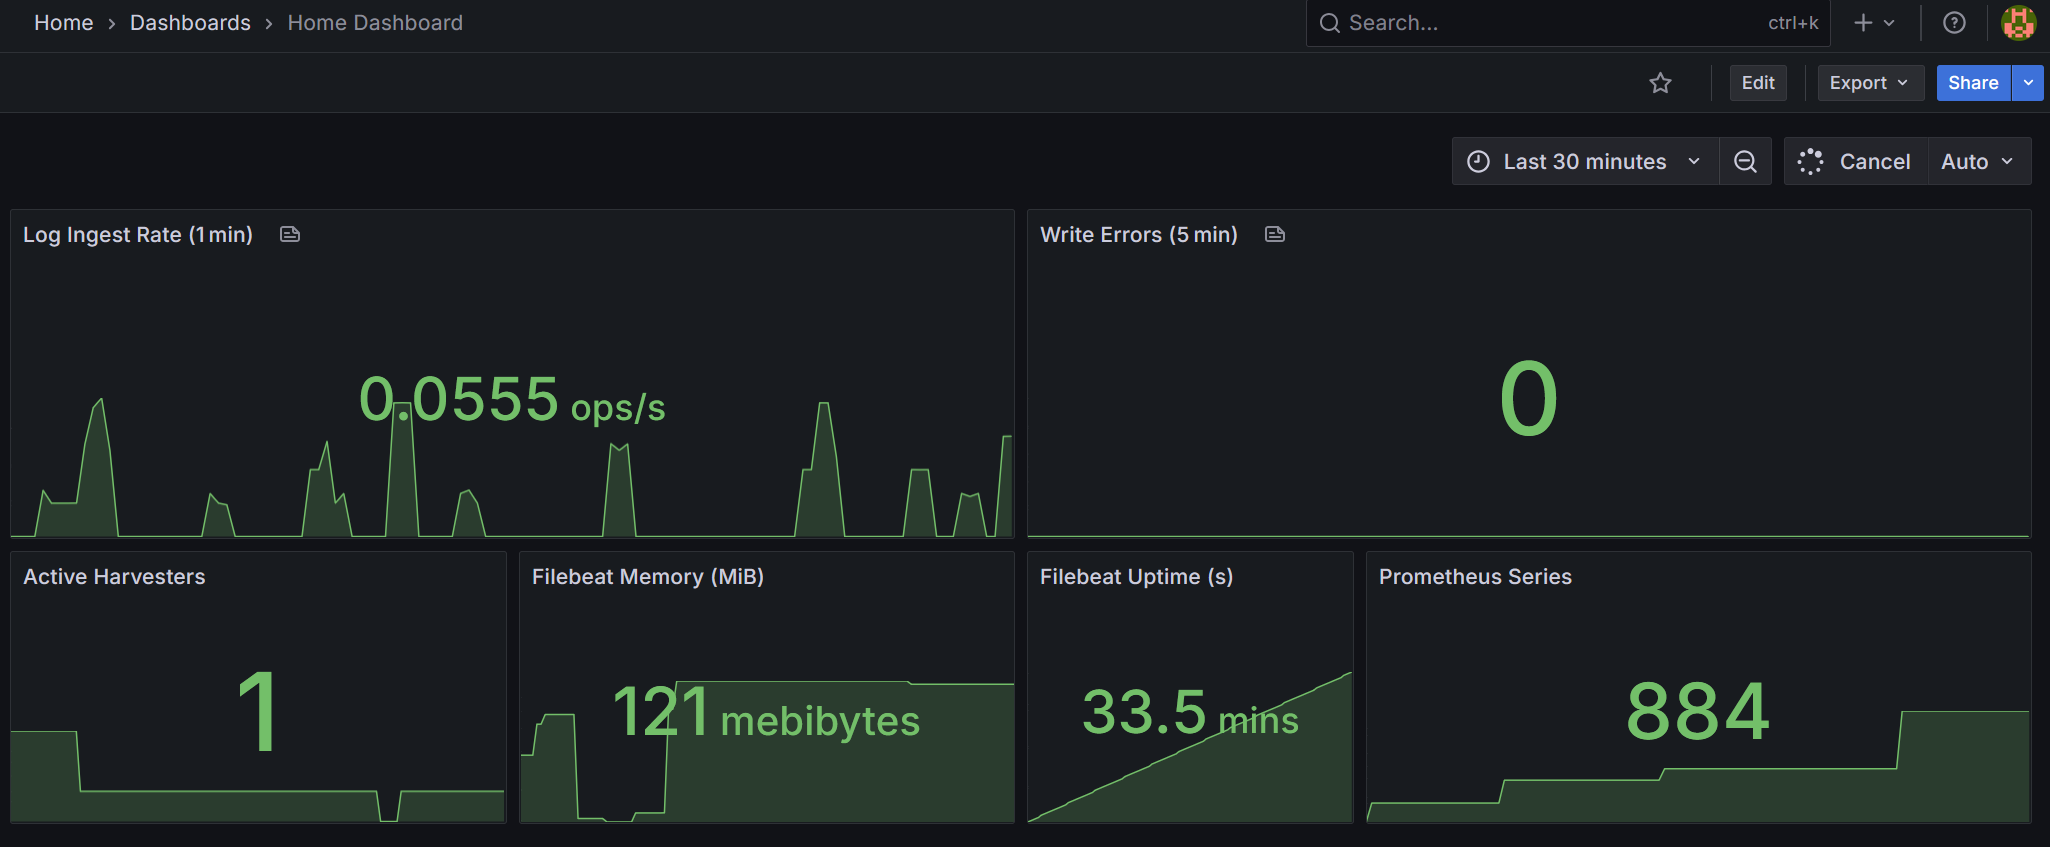 Home › Dashboards › Home Dashboard
Search...
ctrl+k
Edit
Export
Share
Last 30 minutes
Cancel
Auto
Log Ingest Rate (1 min)
0.0555 ops/s
Write Errors (5 min)
0
Active Harvesters
1
Filebeat Memory (MiB)
121 mebibytes
Filebeat Uptime (s)
33.5 mins
Prometheus Series
884